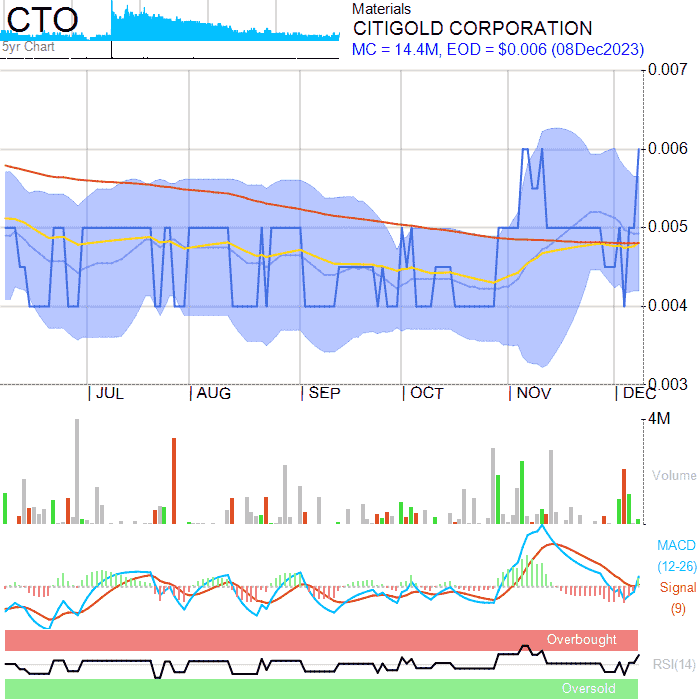 CTO
5yr Chart
Materials
CITIGOLD CORPORATION
MC = 14.4M, EOD = $0.006 (08Dec2023)
0.007
0.006
0.005
0.004
0.003
JUL
AUG
SEP
OCT
NOV
DEC
4M
Volume
MACD
(12-26)
Signal
(9)
Overbought
RSI(14)
Oversold